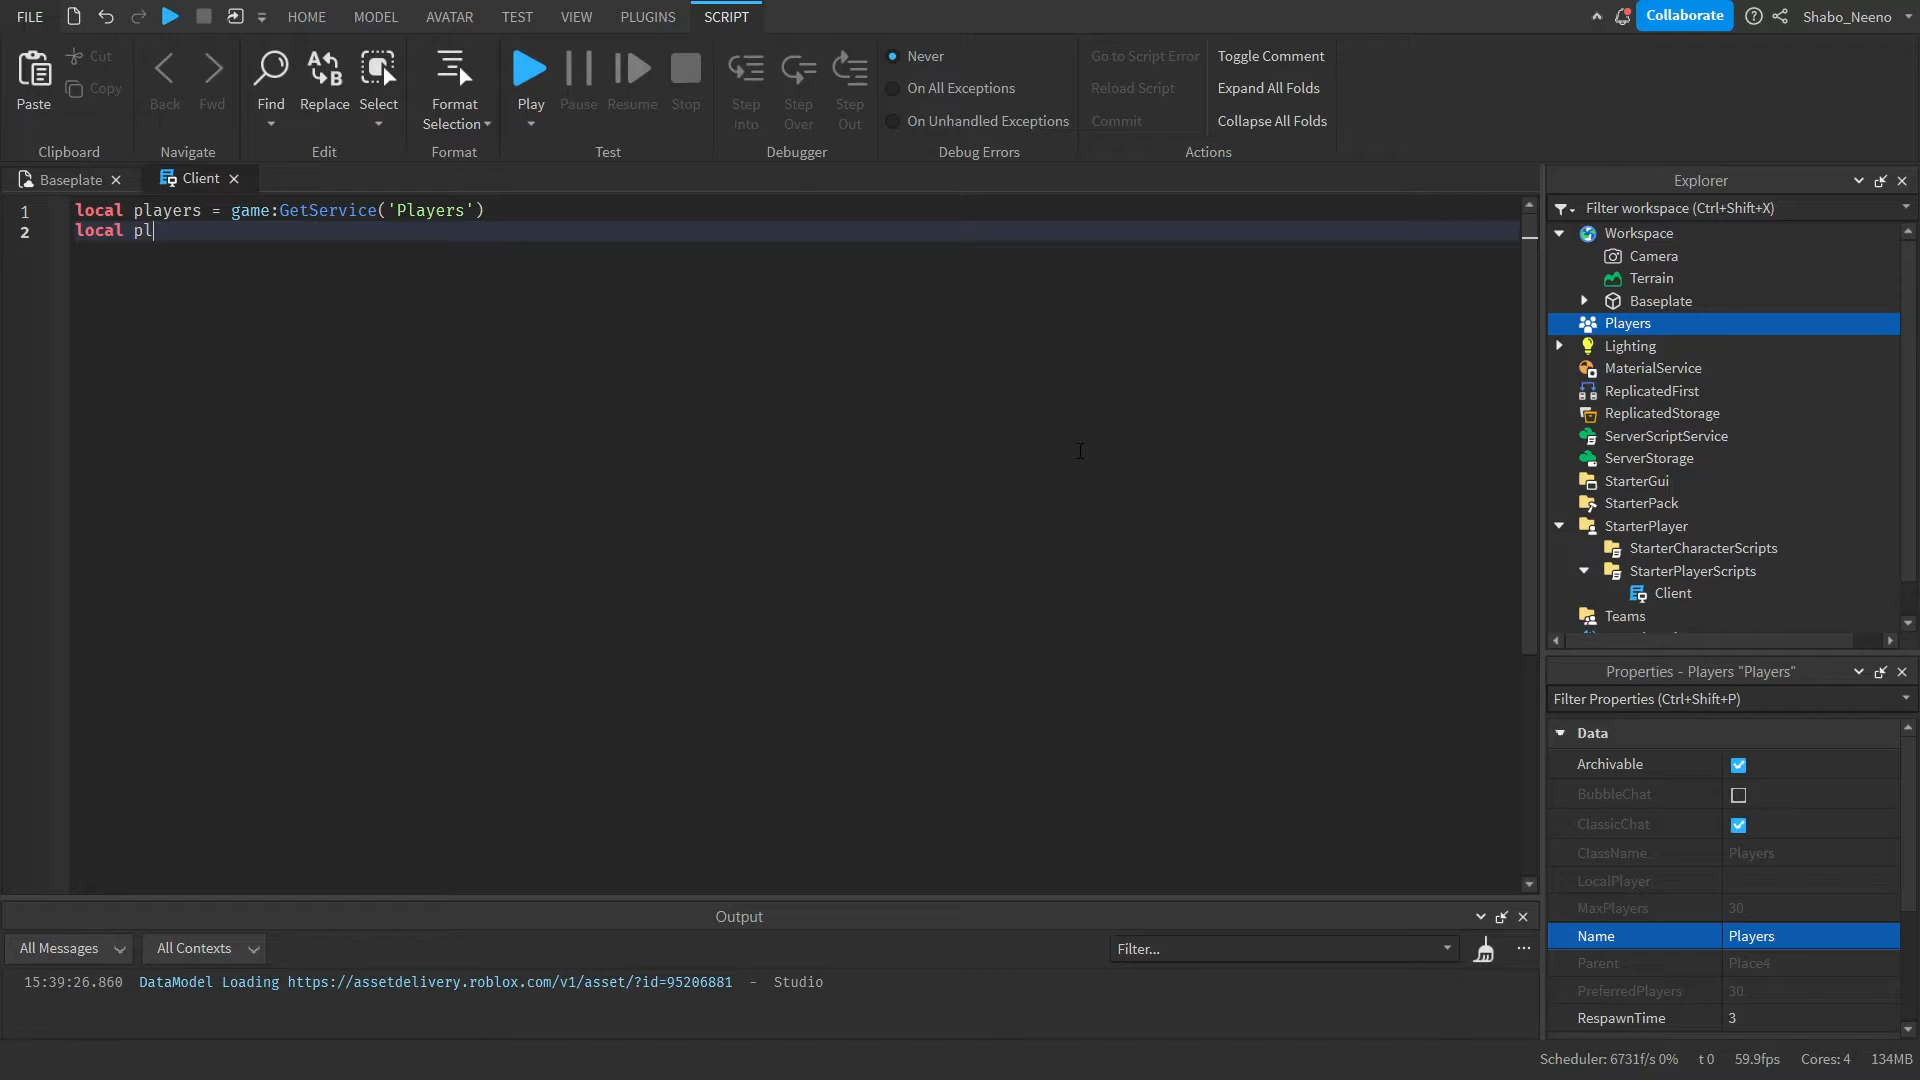 FILE HOME MODEL AVATAR TEST VIEW PLUGINS SCRIPT Collaborate Shabo_Neeno
Paste Cut Copy Back Fwd Find Replace Select Format Selection Play Pause Resume Stop Step Into Step Over Step Out
Never
On All Exceptions
On Unhandled Exceptions
Go to Script Error
Reload Script
Commit
Toggle Comment
Expand All Folds
Collapse All Folds
Clipboard Navigate Edit Format Test Debugger Debug Errors Actions
Baseplate Client
1 local players = game:GetService('Players')
2 local pl
Explorer
Filter workspace (Ctrl+Shift+X)
Workspace
Camera
Terrain
Baseplate
Players
Lighting
MaterialService
ReplicatedFirst
ReplicatedStorage
ServerScriptService
ServerStorage
StarterGui
StarterPack
StarterPlayer
StarterCharacterScripts
StarterPlayerScripts
Client
Teams
Properties - Players "Players"
Filter Properties (Ctrl+Shift+P)
Data
Archivable
BubbleChat
ClassicChat
ClassName Players
LocalPlayer
MaxPlayers 30
Name Players
Parent Place4
PreferredPlayers 30
RespawnTime 3
Output
All Messages All Contexts Filter...
15:39:26.860 DataModel Loading https://assetdelivery.roblox.com/v1/asset/?id=95206881 - Studio
Scheduler: 6731f/s 0% t 0 59.9fps Cores: 4 134MB